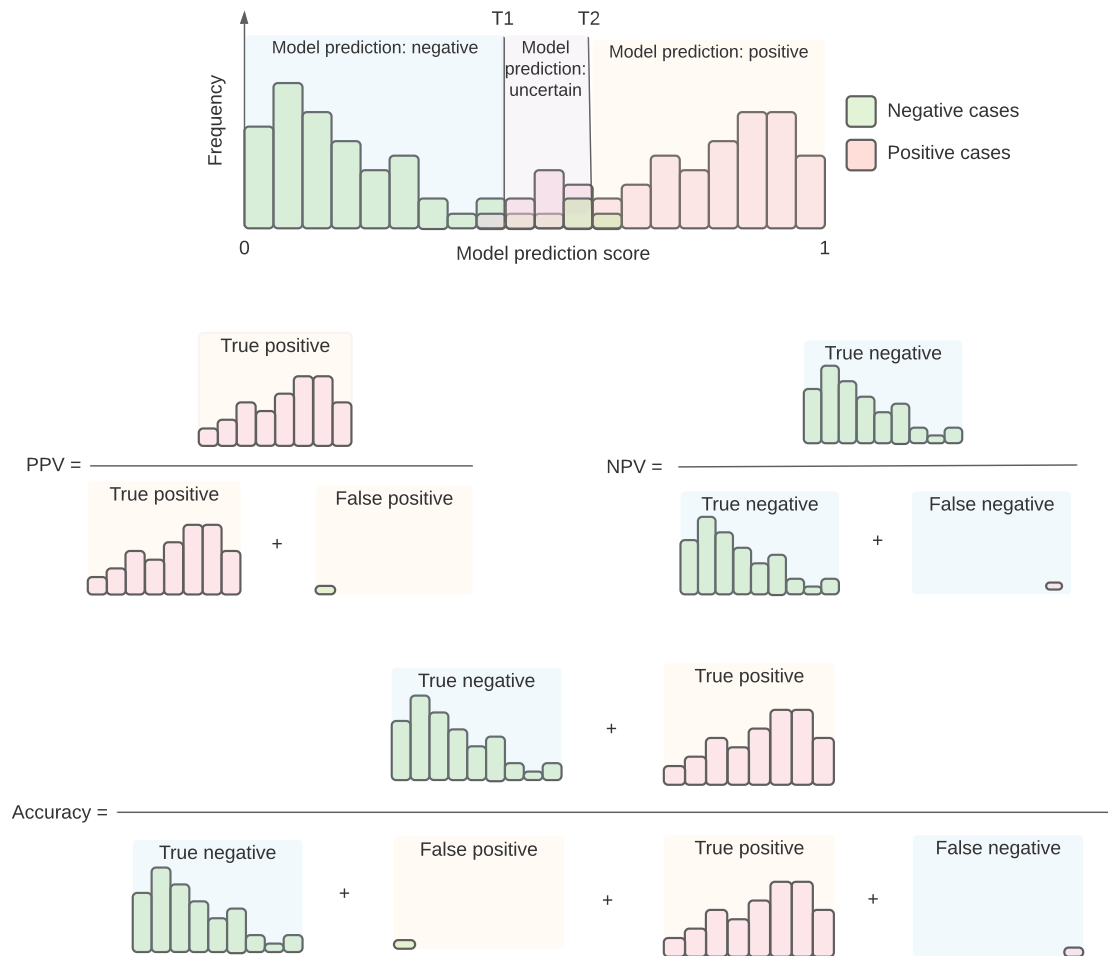 T1
T2
Model prediction: negative
Model
prediction:
uncertain
Model prediction: positive
Frequency
Negative cases
Positive cases
0
Model prediction score
1
True positive
PPV =
True positive
+
False positive
True negative
NPV =
True negative
+
False negative
True negative
+
True positive
Accuracy =
True negative
+
False positive
+
True positive
+
False negative